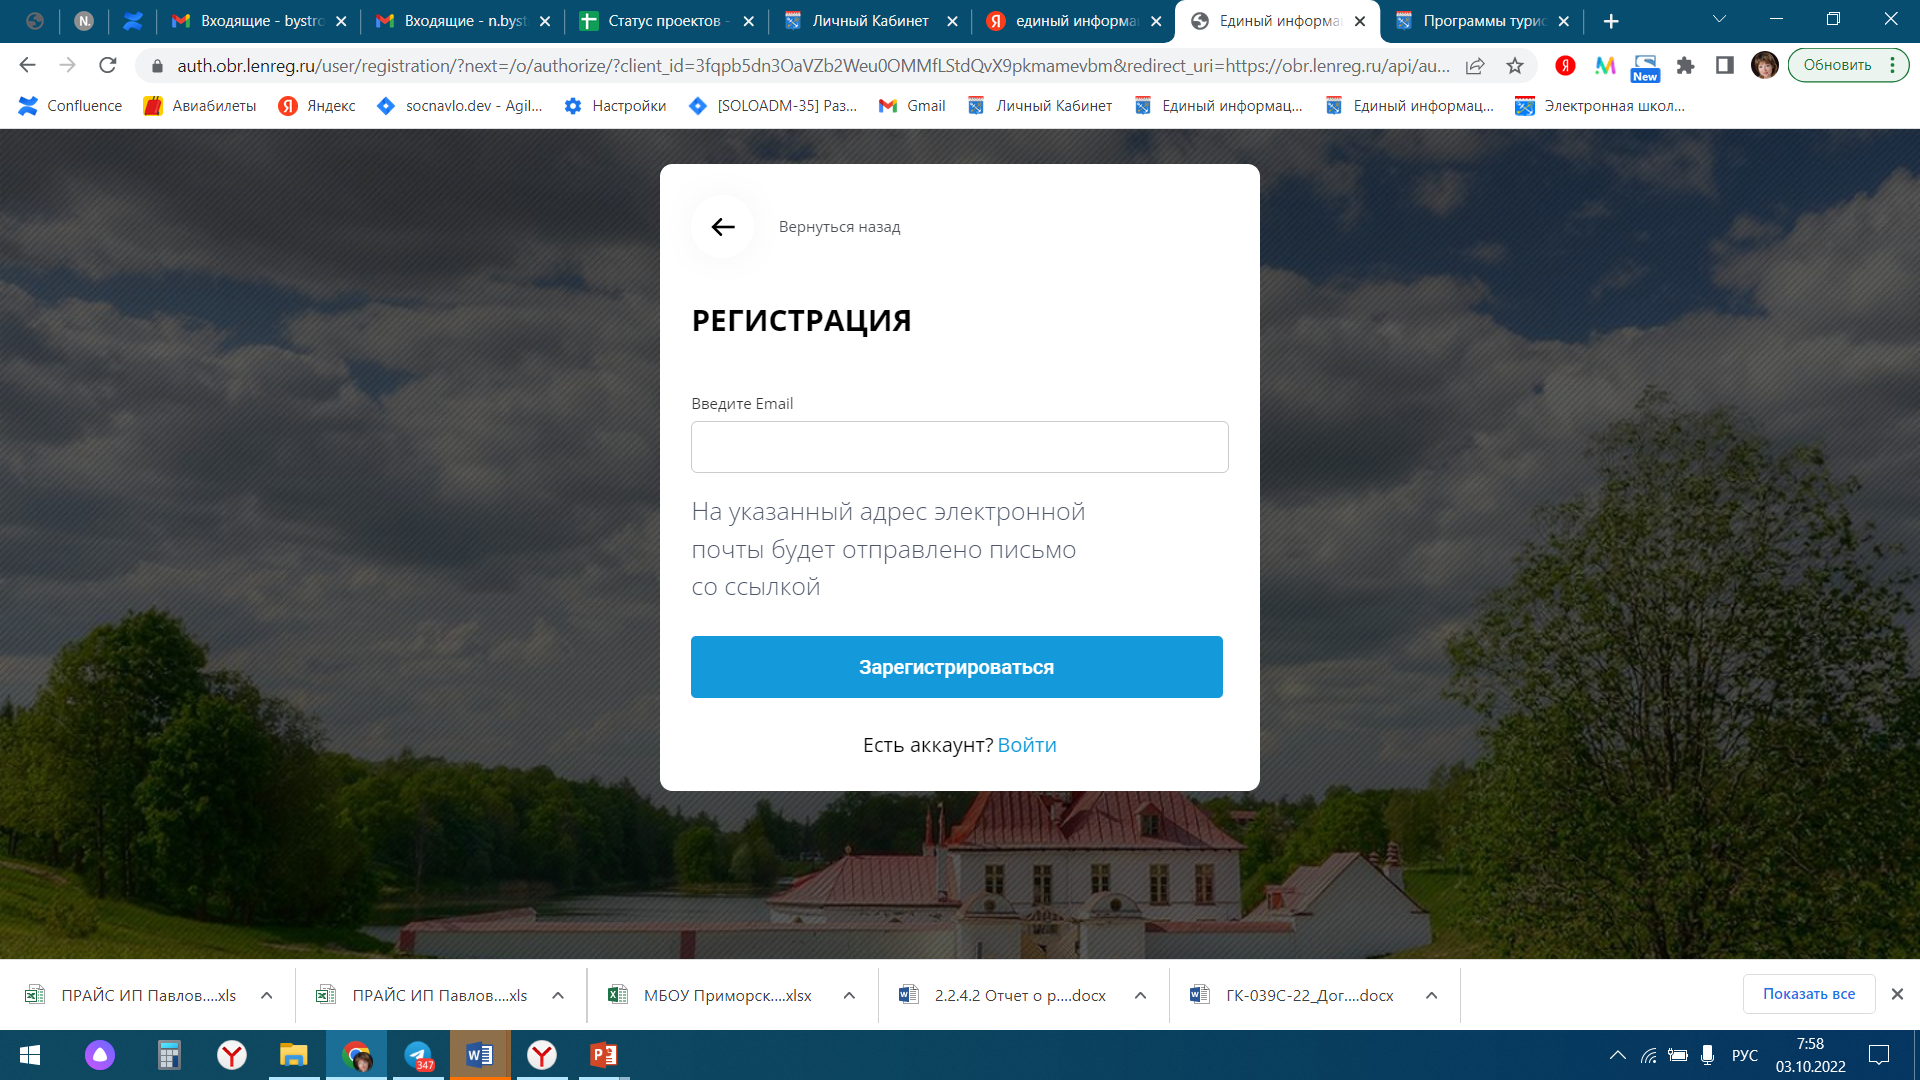 Входящие - bystro
Входящие - n.byst
Статус проектов -
Личный Кабинет
единый информа
Единый информа
Программы турис
auth.obr.lenreg.ru/user/registration/?next=/o/authorize/?client_id=3fqpb5dn3OaVZb2Weu0OMMfLStdQvX9pkmamevbm&redirect_uri=https://obr.lenreg.ru/api/au...
New
Обновить
Confluence
Авиабилеты
Яндекс
socnavlo.dev - Agil...
Настройки
[SOLOADM-35] Раз...
Gmail
Личный Кабинет
Единый информац...
Единый информац...
Электронная школ...
Вернуться назад
РЕГИСТРАЦИЯ
Введите Email
На указанный адрес электронной
почты будет отправлено письмо
со ссылкой
Зарегистрироваться
Есть аккаунт? Войти
ПРАЙС ИП Павлов....xls
ПРАЙС ИП Павлов....xls
МБОУ Приморск....xlsx
2.2.4.2 Отчет о р....docx
ГК-039С-22_Дог....docx
Показать все
347
РУС
7:58
03.10.2022